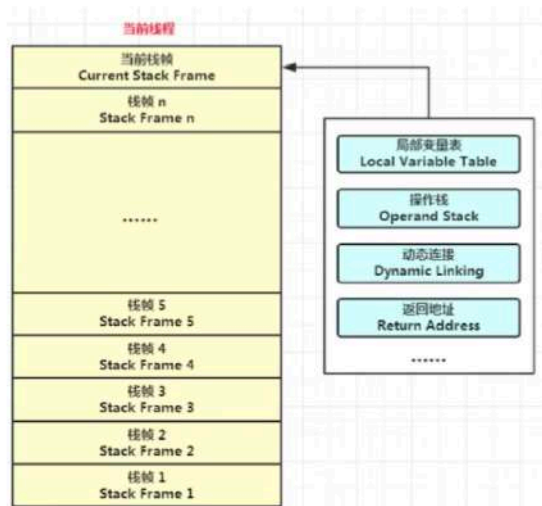 当前线程
当前栈帧
Current Stack Frame
栈帧 n
Stack Frame n
······
栈帧 5
Stack Frame 5
栈帧 4
Stack Frame 4
栈帧 3
Stack Frame 3
栈帧 2
Stack Frame 2
栈帧 1
Stack Frame 1
局部变量表
Local Variable Table
操作栈
Operand Stack
动态连接
Dynamic Linking
返回地址
Return Address
······